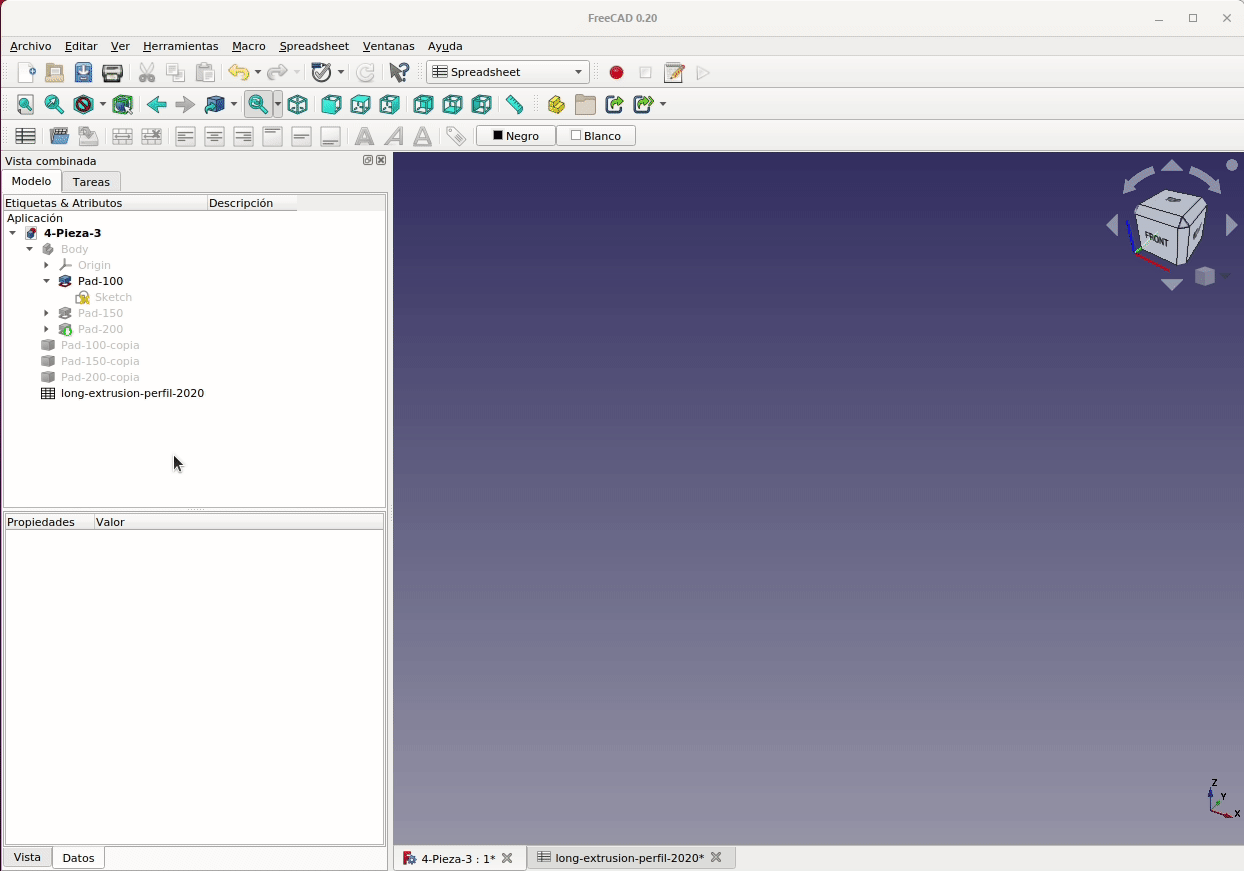 FreeCAD 0.20
Archivo Editar Ver Herramientas Macro Spreadsheet Ventanas Ayuda
Spreadsheet
Negro Blanco
Vista combinada
Modelo Tareas
Etiquetas & Atributos Descripción
Aplicación
4-Pieza-3
Body
Origin
Pad-100
Sketch
Pad-150
Pad-200
Pad-100-copia
Pad-150-copia
Pad-200-copia
long-extrusion-perfil-2020
Propiedades Valor
Vista Datos
FRONT
Z
Y
X
4-Pieza-3 : 1* long-extrusion-perfil-2020*